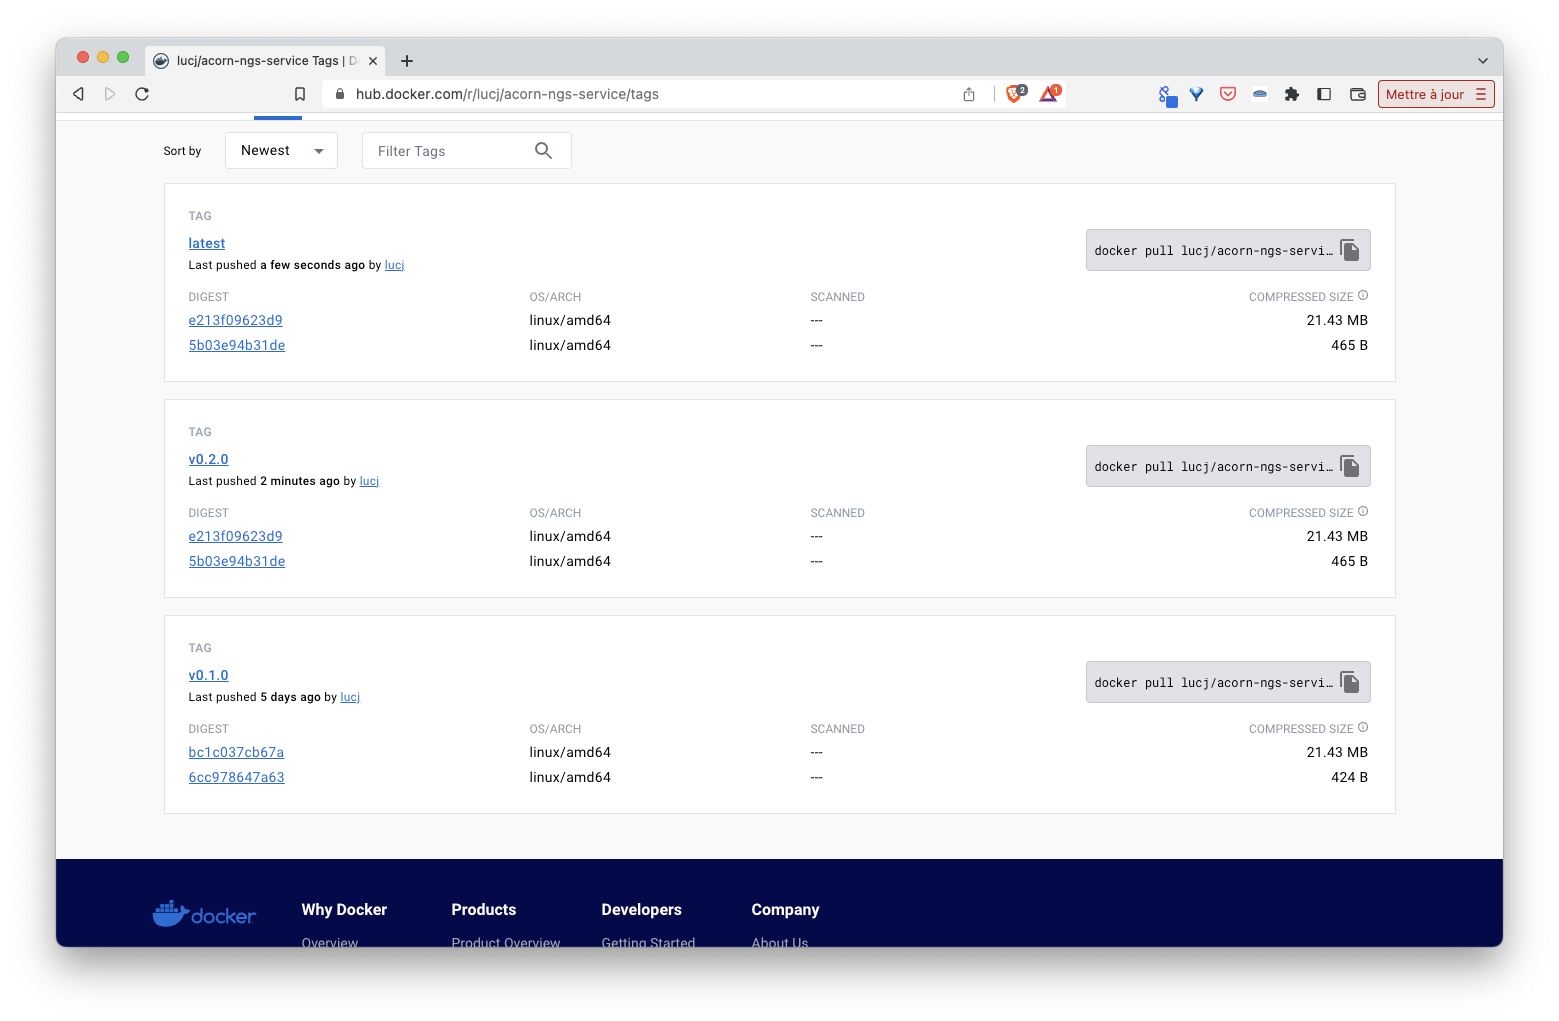 lucj/acorn-ngs-service Tags | D
hub.docker.com/r/lucj/acorn-ngs-service/tags
2
1
Mettre à jour
Sort by
Newest
Filter Tags
TAG
latest
Last pushed a few seconds ago by lucj
docker pull lucj/acorn-ngs-servi…
DIGEST OS/ARCH SCANNED COMPRESSED SIZE
e213f09623d9 linux/amd64 --- 21.43 MB
5b03e94b31de linux/amd64 --- 465 B
TAG
v0.2.0
Last pushed 2 minutes ago by lucj
docker pull lucj/acorn-ngs-servi…
DIGEST OS/ARCH SCANNED COMPRESSED SIZE
e213f09623d9 linux/amd64 --- 21.43 MB
5b03e94b31de linux/amd64 --- 465 B
TAG
v0.1.0
Last pushed 5 days ago by lucj
docker pull lucj/acorn-ngs-servi…
DIGEST OS/ARCH SCANNED COMPRESSED SIZE
bc1c037cb67a linux/amd64 --- 21.43 MB
6cc978647a63 linux/amd64 --- 424 B
docker
Why Docker Products Developers Company
Overview Product Overview Getting Started About Us